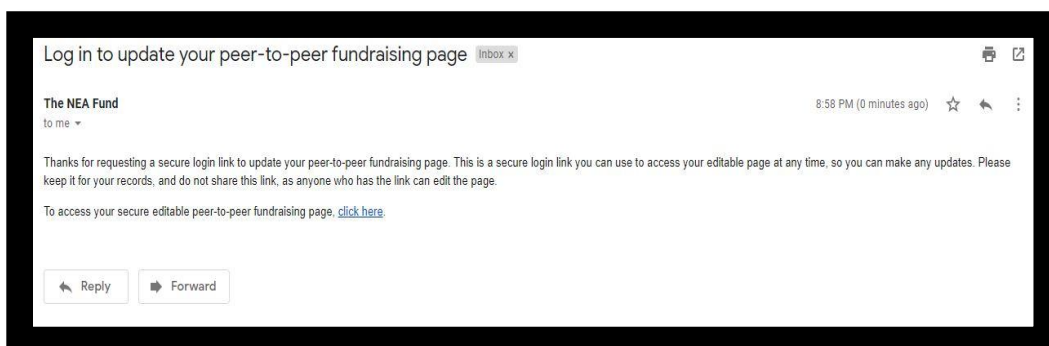 Log in to update your peer-to-peer fundraising page Inbox x
The NEA Fund 8:58 PM (0 minutes ago)
to me
Thanks for requesting a secure login link to update your peer-to-peer fundraising page. This is a secure login link you can use to access your editable page at any time, so you can make any updates. Please
keep it for your records, and do not share this link, as anyone who has the link can edit the page.
To access your secure editable peer-to-peer fundraising page, click here.
Reply Forward